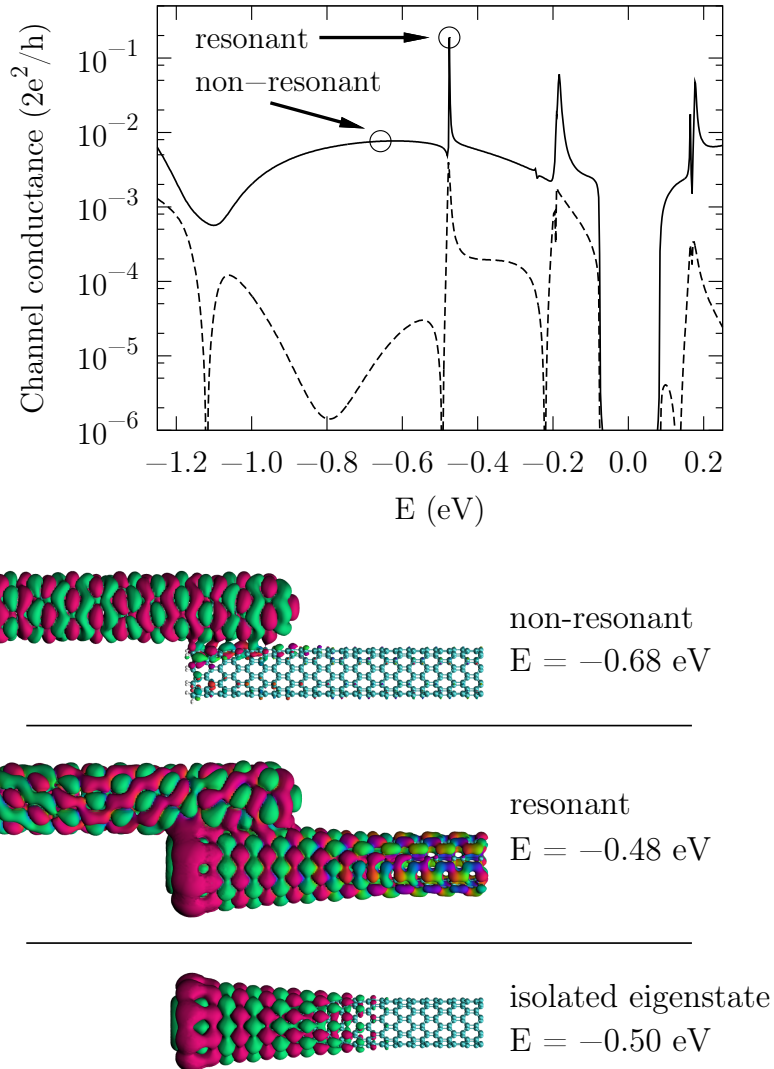 Channel conductance (2e²/h)
10⁻¹
10⁻²
10⁻³
10⁻⁴
10⁻⁵
10⁻⁶
resonant
non−resonant
−1.2 −1.0 −0.8 −0.6 −0.4 −0.2 0.0 0.2
E (eV)
non-resonant
E = −0.68 eV
resonant
E = −0.48 eV
isolated eigenstate
E = −0.50 eV